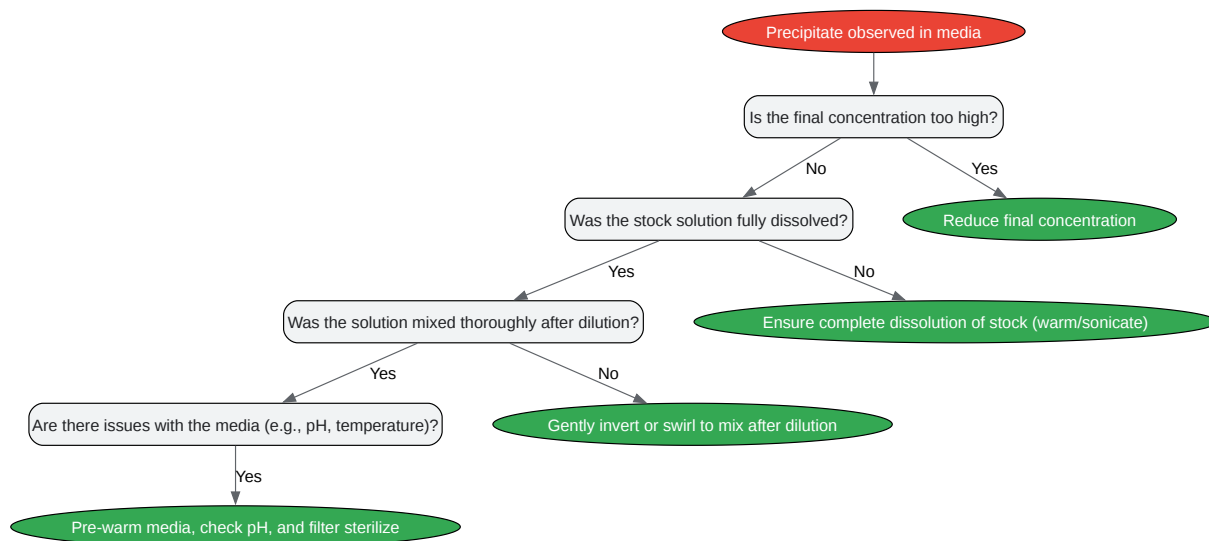 Precipitate observed in media
Is the final concentration too high?
No
Yes
Was the stock solution fully dissolved?
Reduce final concentration
Yes
No
Was the solution mixed thoroughly after dilution?
Ensure complete dissolution of stock (warm/sonicate)
Yes
No
Are there issues with the media (e.g., pH, temperature)?
Gently invert or swirl to mix after dilution
Yes
Pre-warm media, check pH, and filter sterilize